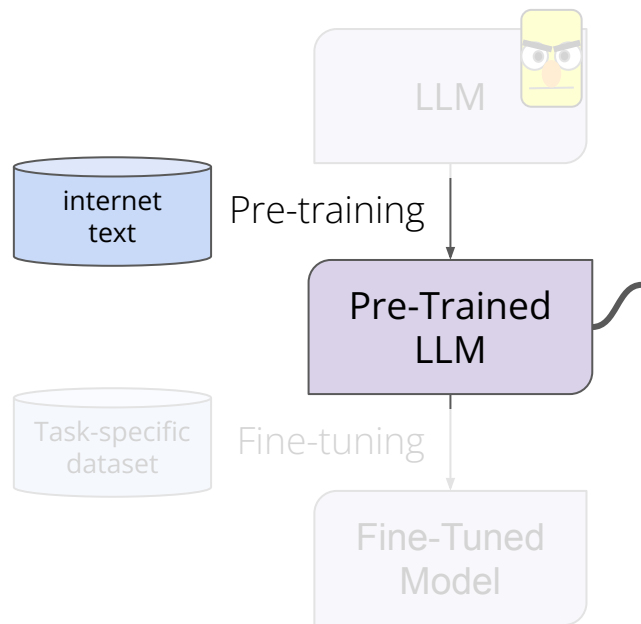 LLM
internet
text
Pre-training
Pre-Trained
LLM
Task-specific
dataset
Fine-tuning
Fine-Tuned
Model